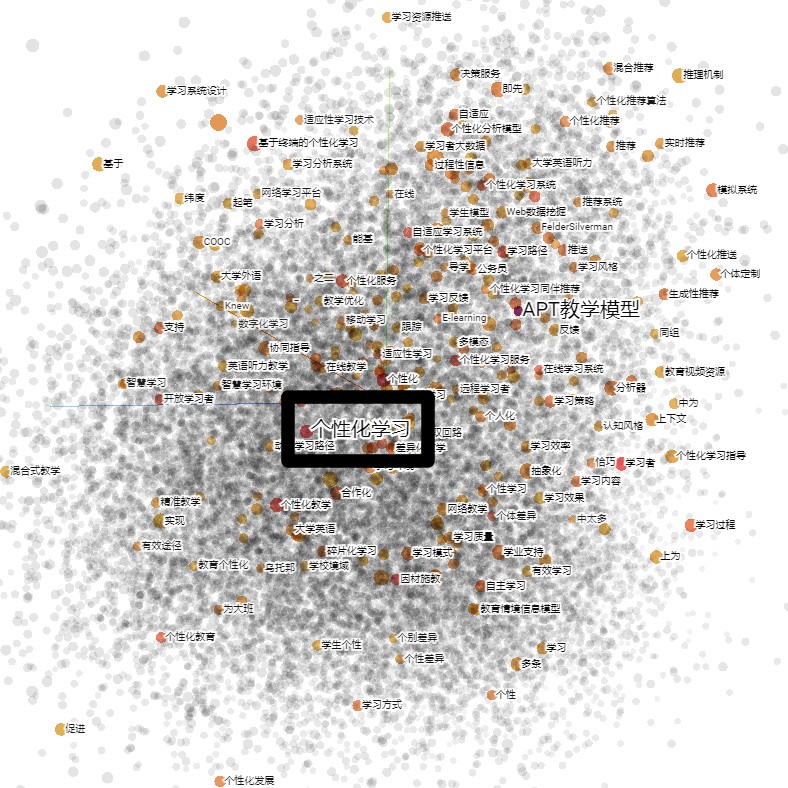 学习资源推送
混合推荐
决策服务
推理机制
学习系统设计
即先
个性化推荐算法
自适应
适应性学习技术
个性化推荐
个性化分析模型
基于终端的个性化学习
实时推荐
学习者大数据
推荐
基于
学习分析系统
过程性信息
大学英语听力
个性化学习系统
模拟系统
网络学习平台
在线
纬度
推荐系统
起笔
学生模型
Web数据挖掘
学习分析
FelderSilverman
自适应学习系统
能基
COOC
个性化学习平台
学习路径
推送
个性化推送
导学
公务员
学习风格
个体定制
大学外语
之二
个性化服务
个性化学习同伴推荐
生成性推荐
学习反馈
教学优化
Knew
APT教学模型
E-learning
移动学习
数字化学习
支持
跟踪
反馈
同组
多模态
协同指导
适应性学习
个性化学习服务
英语听力教学
在线教学
在线学习系统
教育视频资源
个性化
智慧学习
智慧学习环境
远程学习者
分析器
开放学习者
学习策略
中为
个人化
上下文
个性化学习
认知风格
双回路
学习路径
差异化
学习效率
个性化学习指导
倍巧
学习者
混合式教学
抽象化
学习内容
合作化
个性学习
学习效果
精准教学
个性化教学
网络教学
个体差异
实现
中太多
学习过程
大学英语
学习质量
有效途径
碎片化学习
学习模式
学业支持
上为
教育个性化
乌托邦
学校境域
有效学习
因材施教
自主学习
为大班
教育情境信息模型
个性化教育
个别差异
学生个性
学习
个性差异
多条
个性
学习方式
促进
个性化发展